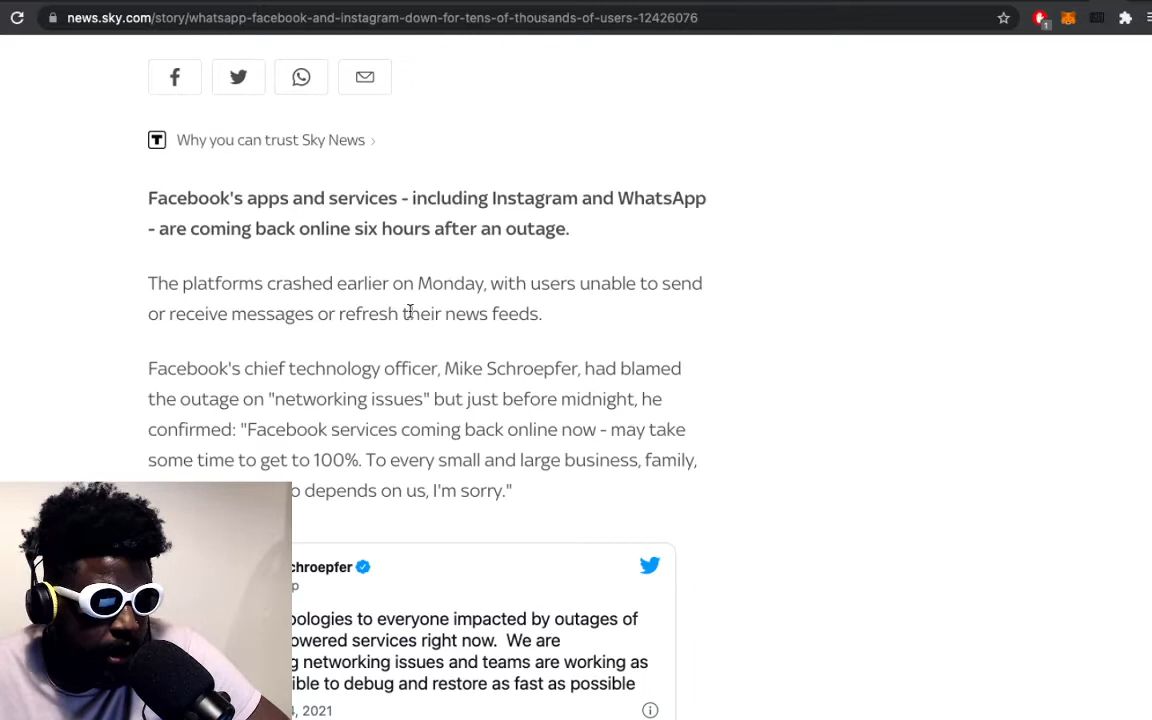 news.sky.com/story/whatsapp-facebook-and-instagram-down-for-tens-of-thousands-of-users-12426076
1
T Why you can trust Sky News
Facebook's apps and services - including Instagram and WhatsApp
- are coming back online six hours after an outage.
The platforms crashed earlier on Monday, with users unable to send
or receive messages or refresh their news feeds.
Facebook's chief technology officer, Mike Schroepfer, had blamed
the outage on "networking issues" but just before midnight, he
confirmed: "Facebook services coming back online now - may take
some time to get to 100%. To every small and large business, family,
depends on us, I'm sorry."
chroepfer
pologies to everyone impacted by outages of
owered services right now. We are
g networking issues and teams are working as
ible to debug and restore as fast as possible
, 2021